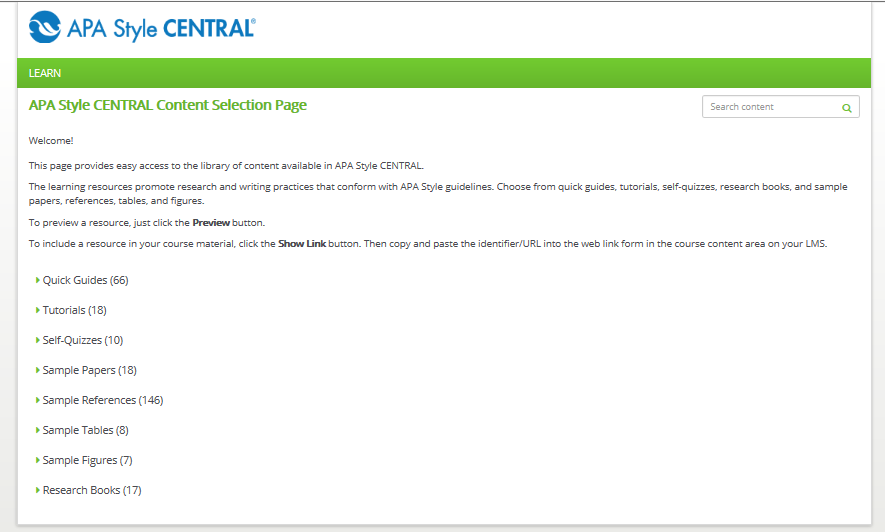 APA Style CENTRAL®
LEARN
APA Style CENTRAL Content Selection Page
Search content
Welcome!
This page provides easy access to the library of content available in APA Style CENTRAL.
The learning resources promote research and writing practices that conform with APA Style guidelines. Choose from quick guides, tutorials, self-quizzes, research books, and sample
papers, references, tables, and figures.
To preview a resource, just click the Preview button.
To include a resource in your course material, click the Show Link button. Then copy and paste the identifier/URL into the web link form in the course content area on your LMS.
Quick Guides (66)
Tutorials (18)
Self-Quizzes (10)
Sample Papers (18)
Sample References (146)
Sample Tables (8)
Sample Figures (7)
Research Books (17)